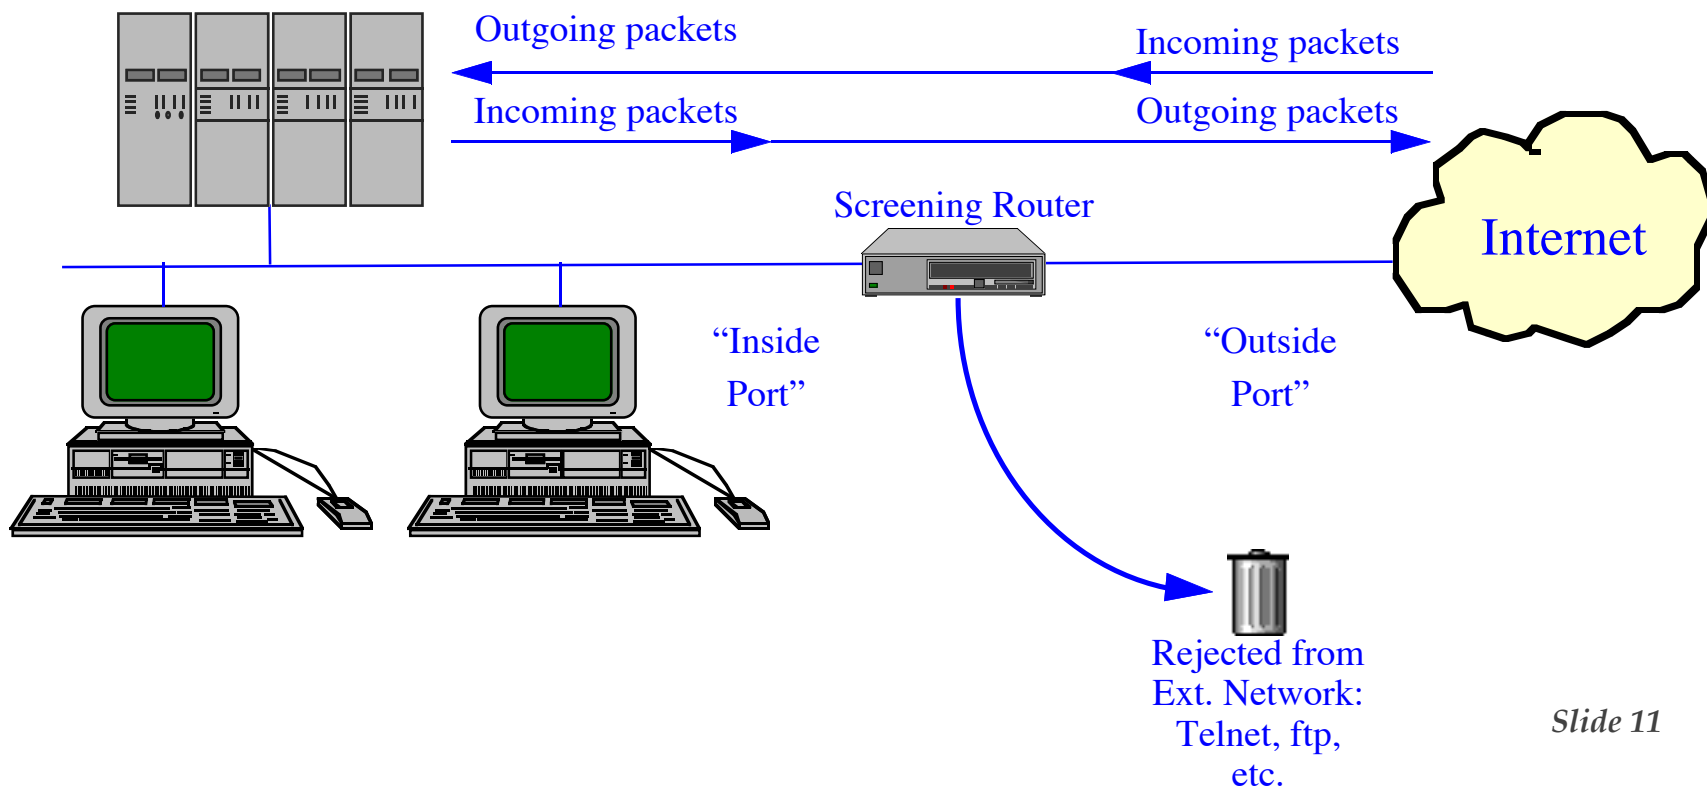 Outgoing packets
Incoming packets
Incoming packets
Outgoing packets
Screening Router
Internet
“Inside
Port”
“Outside
Port”
Rejected from
Ext. Network:
Telnet, ftp,
etc.
Slide 11